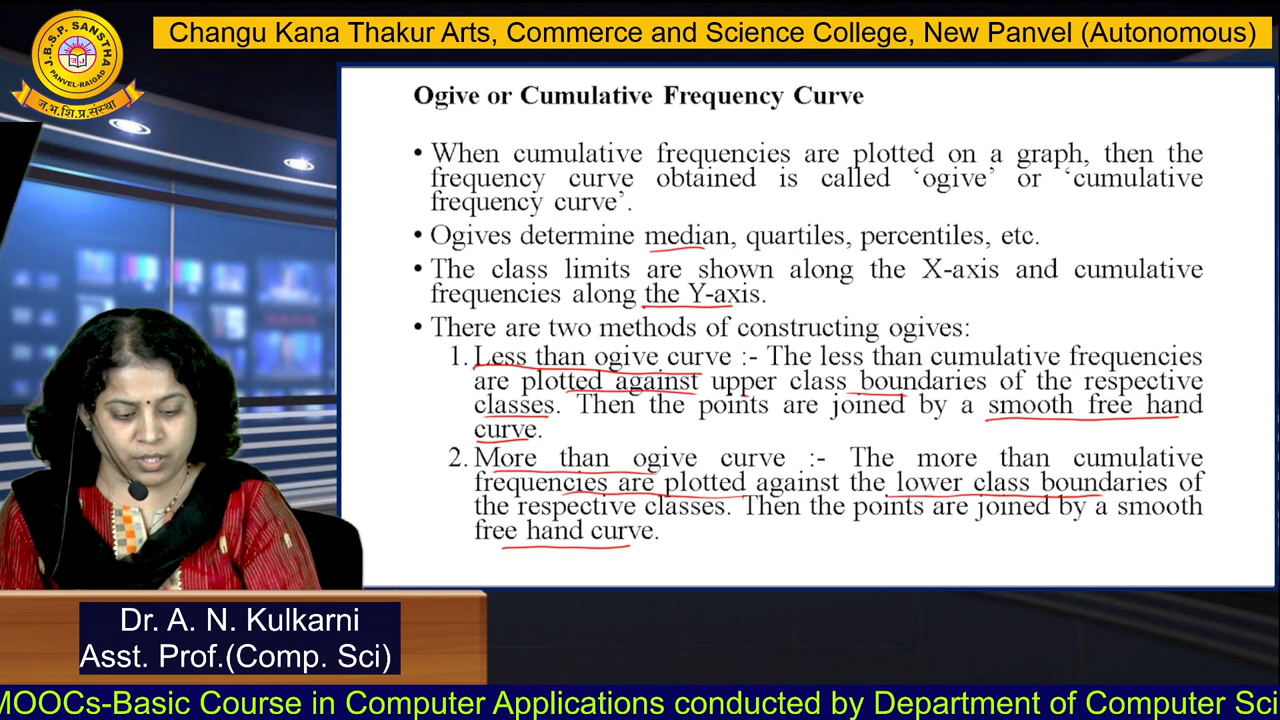 Changu Kana Thakur Arts, Commerce and Science College, New Panvel (Autonomous)
J.B.S.P. SANSTHA
PANVEL-RAIGAD
ज.भ.शि.प्र.संस्था
Ogive or Cumulative Frequency Curve
• When cumulative frequencies are plotted on a graph, then the
frequency curve obtained is called ‘ogive’ or ‘cumulative
frequency curve’.
• Ogives determine median, quartiles, percentiles, etc.
• The class limits are shown along the X-axis and cumulative
frequencies along the Y-axis.
• There are two methods of constructing ogives:
1. Less than ogive curve :- The less than cumulative frequencies
are plotted against upper class boundaries of the respective
classes. Then the points are joined by a smooth free hand
curve.
2. More than ogive curve :- The more than cumulative
frequencies are plotted against the lower class boundaries of
the respective classes. Then the points are joined by a smooth
free hand curve.
Dr. A. N. Kulkarni
Asst. Prof.(Comp. Sci)
MOOCs-Basic Course in Computer Applications conducted by Department of Computer Sci